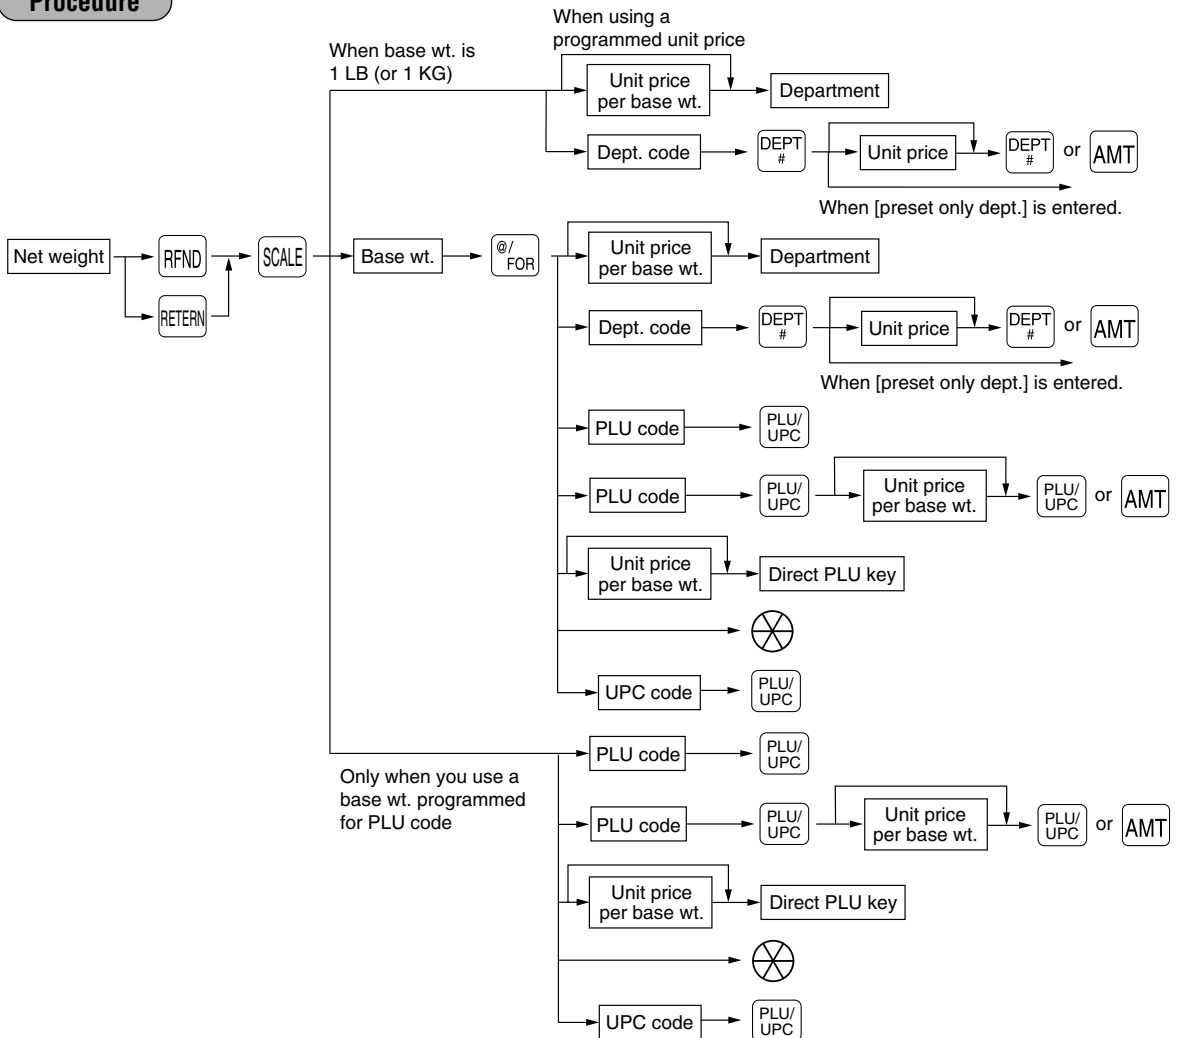 Procedure
When using a
programmed unit price
When base wt. is
1 LB (or 1 KG)
Unit price
per base wt.
Department
Dept. code
DEPT
#
Unit price
DEPT
#
or
AMT
When [preset only dept.] is entered.
Net weight
RFND
SCALE
Base wt.
@/
FOR
Unit price
per base wt.
Department
RETERN
Dept. code
DEPT
#
Unit price
DEPT
#
or
AMT
When [preset only dept.] is entered.
PLU code
PLU/
UPC
PLU code
PLU/
UPC
Unit price
per base wt.
PLU/
UPC
or
AMT
Unit price
per base wt.
Direct PLU key
UPC code
PLU/
UPC
PLU code
PLU/
UPC
Only when you use a
base wt. programmed
for PLU code
PLU code
PLU/
UPC
Unit price
per base wt.
PLU/
UPC
or
AMT
Unit price
per base wt.
Direct PLU key
UPC code
PLU/
UPC